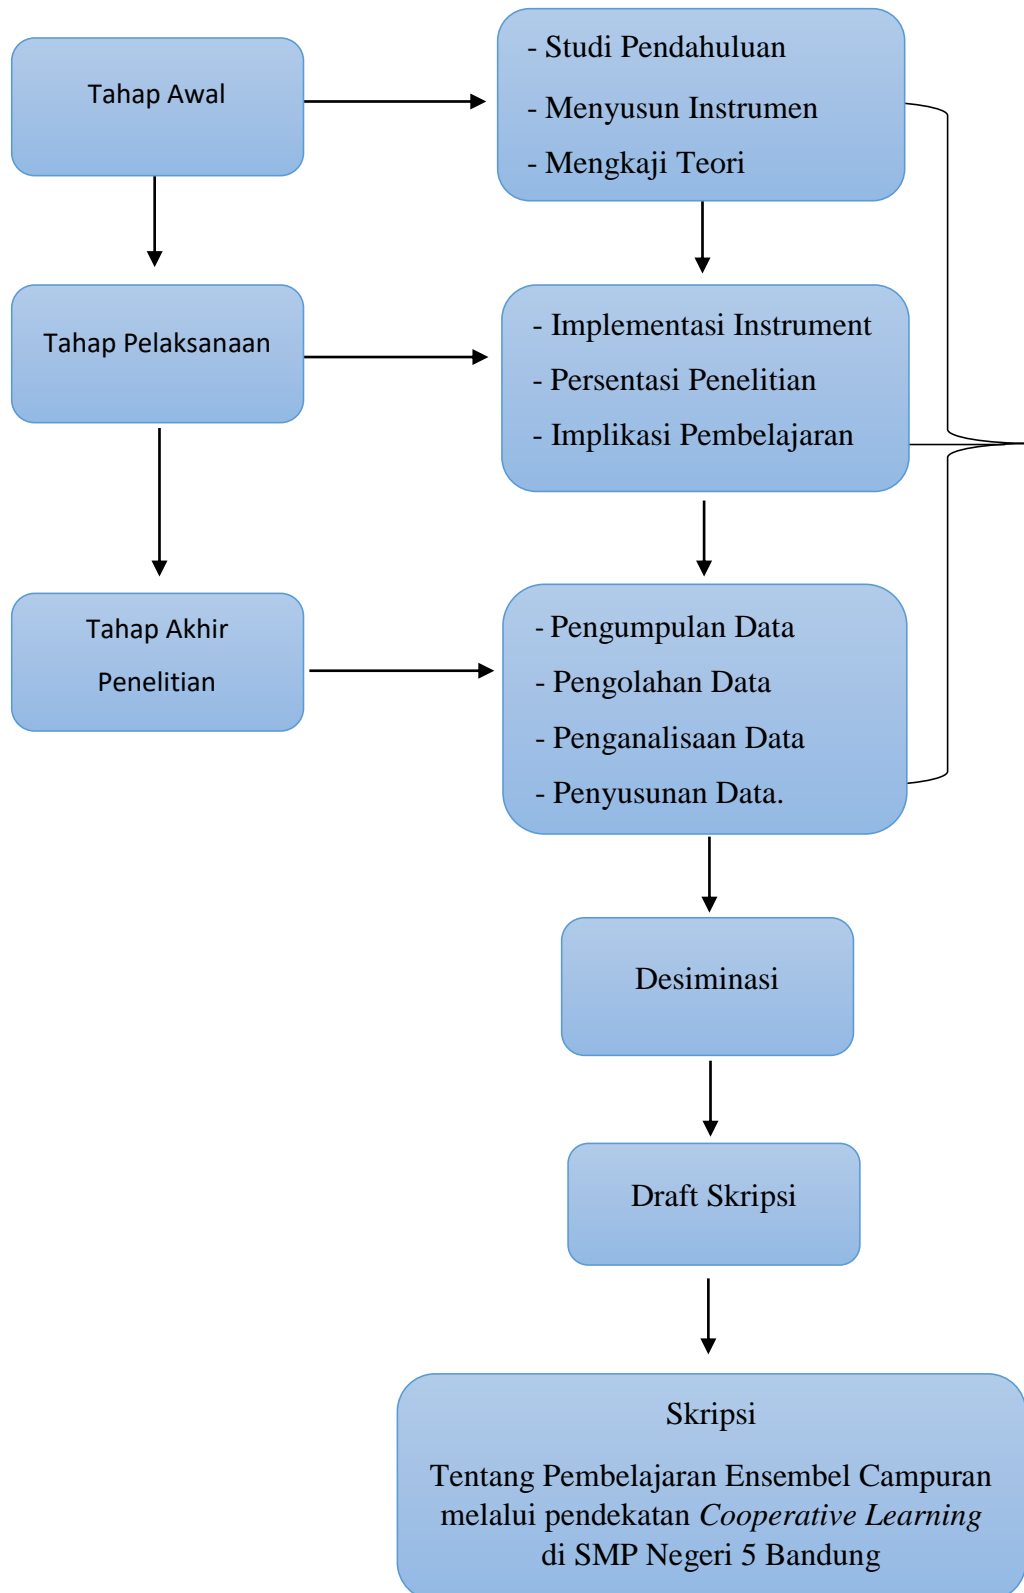 Tahap Awal
- Studi Pendahuluan
- Menyusun Instrumen
- Mengkaji Teori
Tahap Pelaksanaan
- Implementasi Instrument
- Persentasi Penelitian
- Implikasi Pembelajaran
Tahap Akhir
Penelitian
- Pengumpulan Data
- Pengolahan Data
- Penganalisaan Data
- Penyusunan Data.
Desiminasi
Draft Skripsi
Skripsi
Tentang Pembelajaran Ensembel Campuran
melalui pendekatan Cooperative Learning
di SMP Negeri 5 Bandung